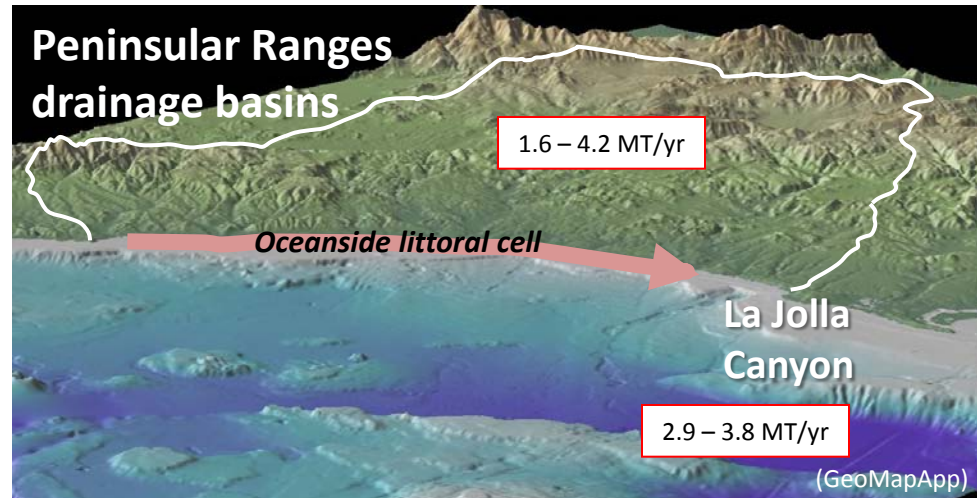 Peninsular Ranges
drainage basins
1.6 – 4.2 MT/yr
Oceanside littoral cell
La Jolla
Canyon
2.9 – 3.8 MT/yr
(GeoMapApp)